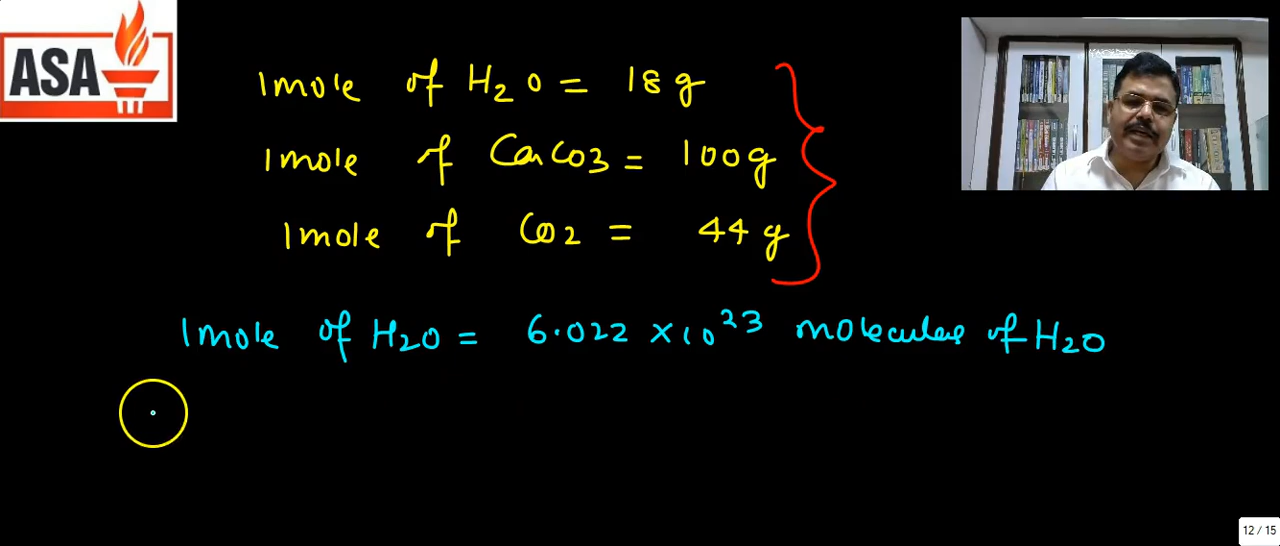 ASA
1mole of H2O = 18g
1mole of CaCO3 = 100g
1mole of CO2 = 44g
1mole of H2O = 6.022 × 10^23 molecules of H2O
12 / 15